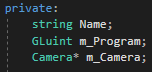 private:
string Name;
GLuint m_Program;
Camera* m_Camera;